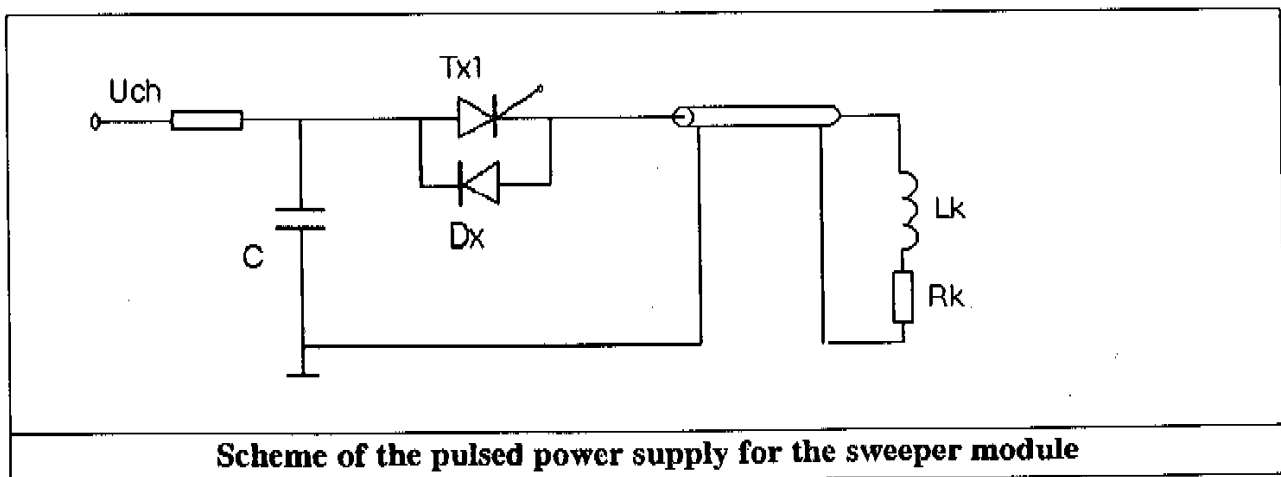 Tx1
Uch
Dx
C
Lk
Rk
Scheme of the pulsed power supply for the sweeper module